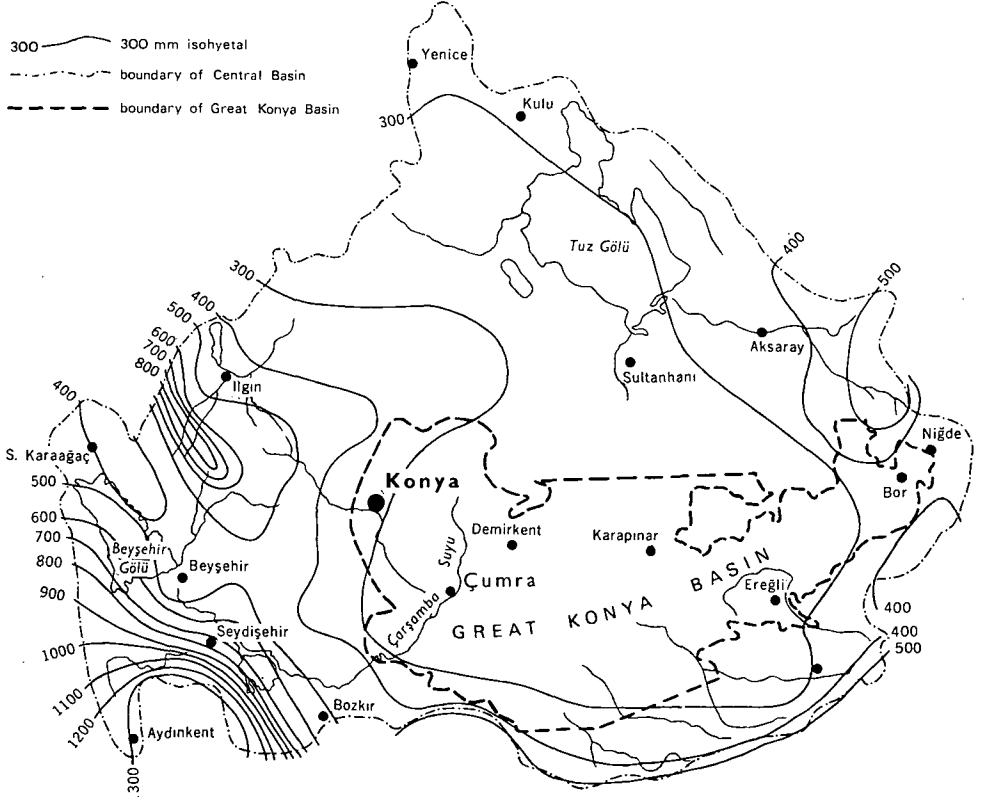 300 300 mm isohyetal
boundary of Central Basin
boundary of Great Konya Basin
Yenice
Kulu
300
Tuz Gölü
400
500
300
400
500
600
700
800
Aksaray
Sultanhanı
Ilgın
400
S. Karaağaç
Niğde
Bor
Konya
500
600
700
800
900
1000
1100
1200
Demirkent
Karapınar
Suyu
Beyşehir
Gölü
Beyşehir
Çumra
Çarşamba
Ereğli
GREAT KONYA BASIN
400
400
500
Seydişehir
Bozkır
Aydınkent
300